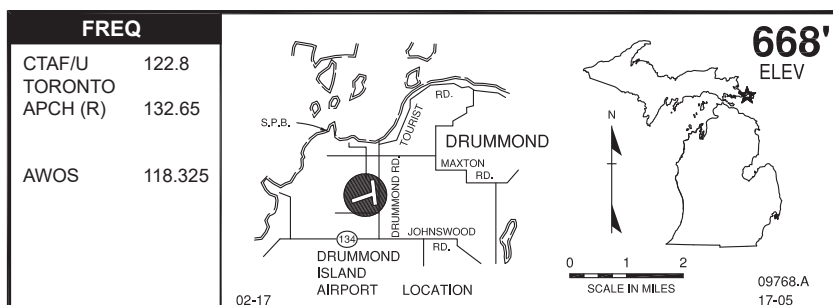 FREQ
CTAF/U 122.8
TORONTO
APCH (R) 132.65
AWOS 118.325
668'
ELEV
RD.
TOURIST
S.P.B.
DRUMMOND
MAXTON
RD.
DRUMMOND RD.
N
134
JOHNSWOOD
RD.
DRUMMOND
ISLAND
AIRPORT LOCATION
0 1 2
SCALE IN MILES
02-17
09768.A
17-05